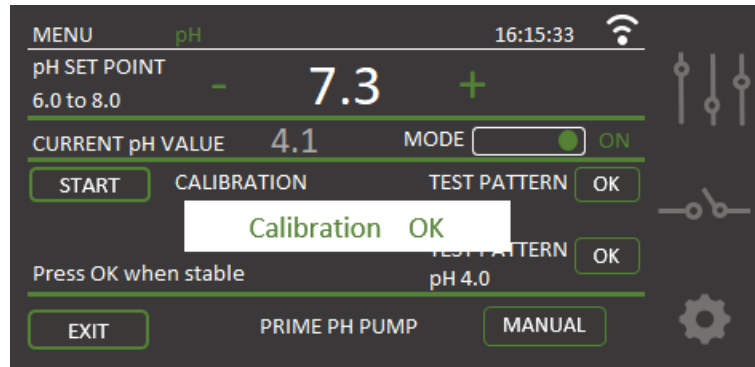 MENU pH 16:15:33
pH SET POINT
6.0 to 8.0
- 7.3 +
CURRENT pH VALUE 4.1 MODE ON
START CALIBRATION TEST PATTERN OK
Calibration OK
TEST PATTERN OK
Press OK when stable pH 4.0
EXIT PRIME PH PUMP MANUAL